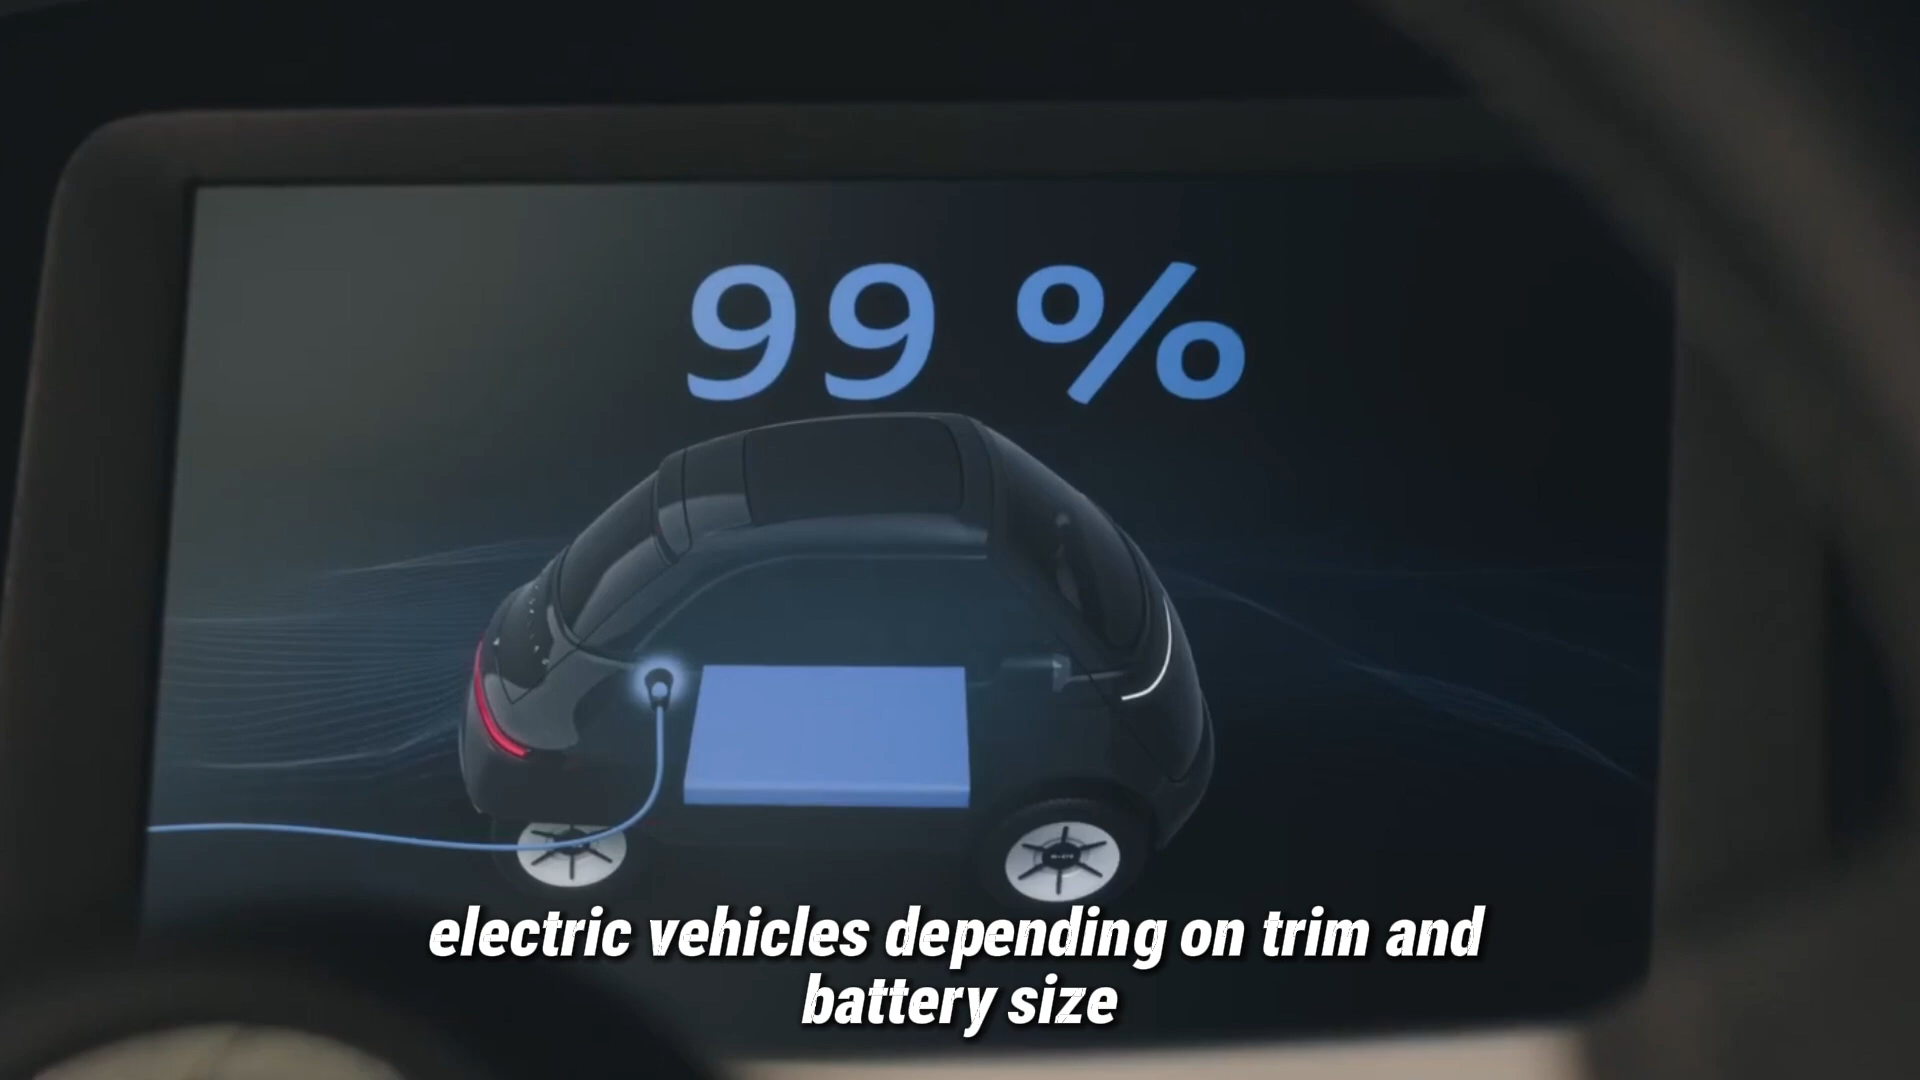 99 %
electric vehicles depending on trim and
battery size